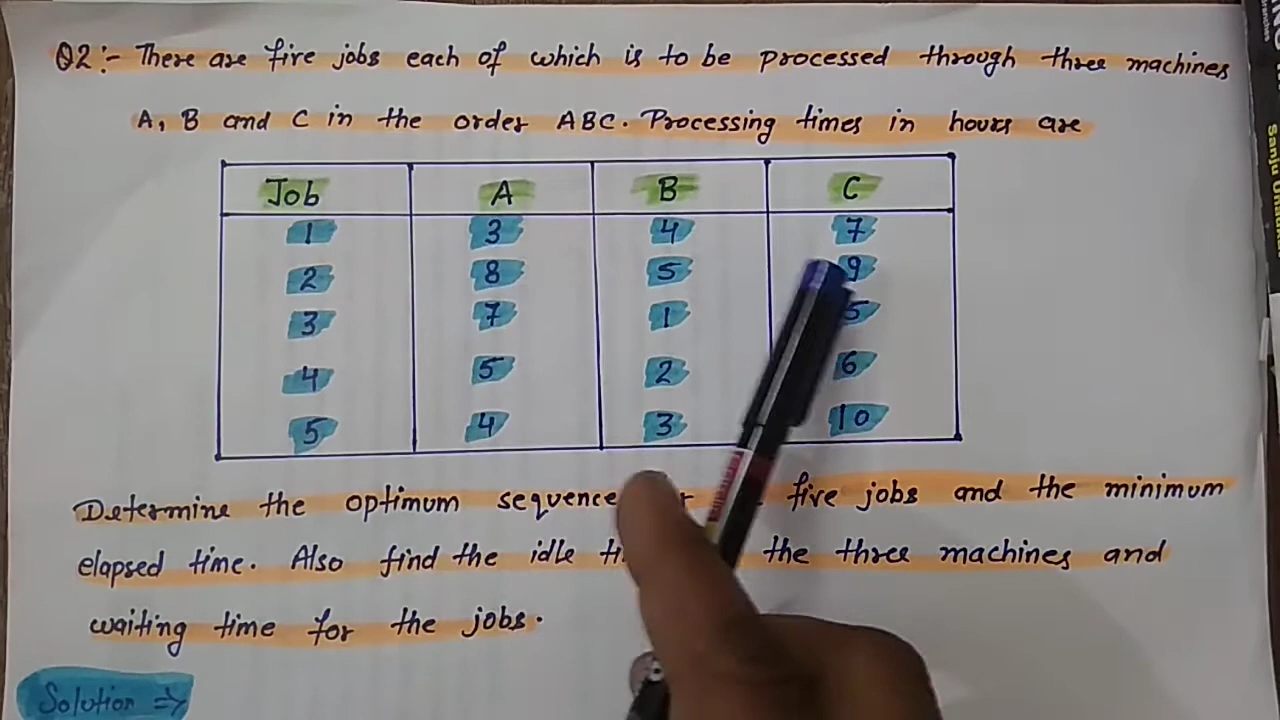 Q2:- There are five jobs each of which is to be processed through three machines
A, B and C in the order ABC. Processing times in hours are
Job A B C
1 3 4 7
2 8 5 9
3 7 1 5
4 5 2 6
5 4 3 10
Determine the optimum sequence five jobs and the minimum
elapsed time. Also find the idle the three machines and
waiting time for the jobs.
Solution ⇒